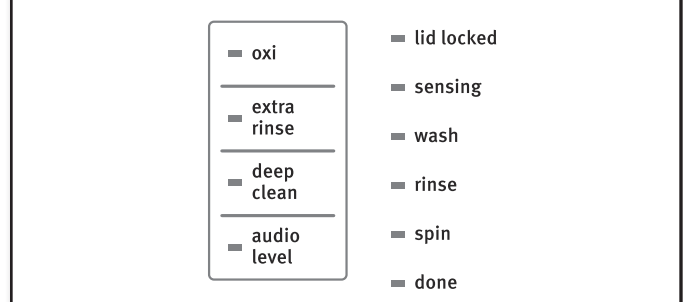 oxi
extra
rinse
deep
clean
audio
level
lid locked
sensing
wash
rinse
spin
done